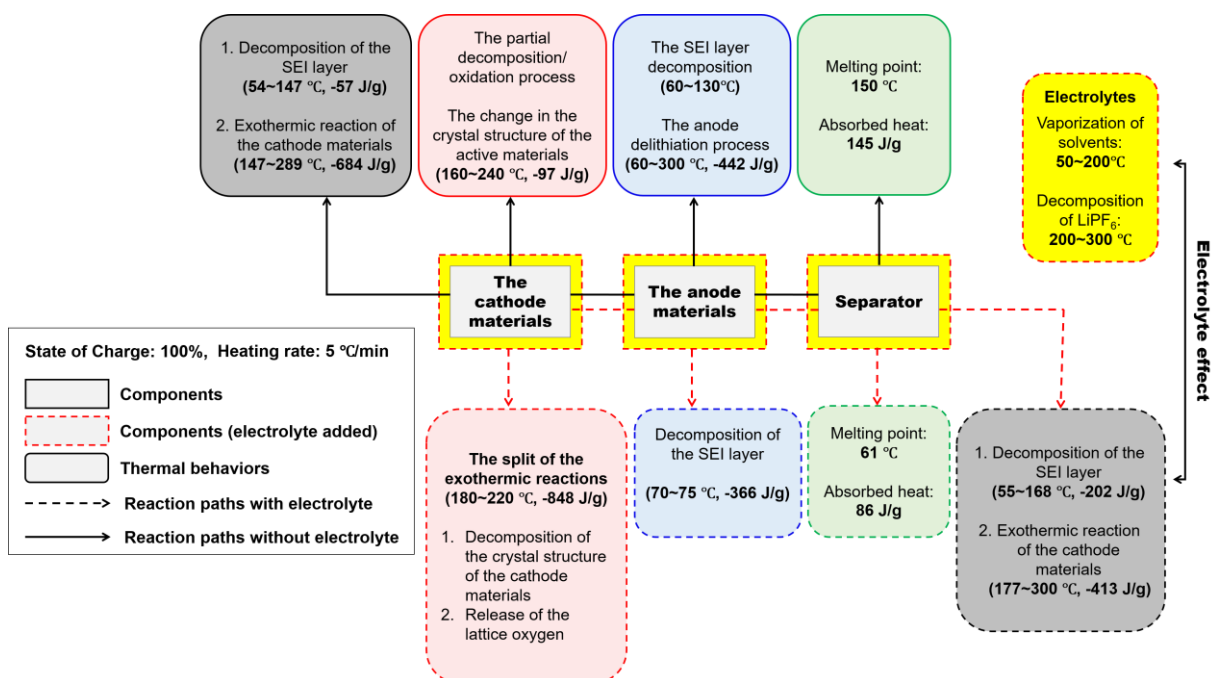 1. Decomposition of the
SEI layer
(54~147 ℃, -57 J/g)
2. Exothermic reaction of
the cathode materials
(147~289 ℃, -684 J/g)
The partial
decomposition/
oxidation process
The change in the
crystal structure of the
active materials
(160~240 ℃, -97 J/g)
The SEI layer
decomposition
(60~130℃)
The anode
delithiation process
(60~300 ℃, -442 J/g)
Melting point:
150 ℃
Absorbed heat:
145 J/g
Electrolytes
Vaporization of
solvents:
50~200℃
Decomposition
of LiPF₆:
200~300 ℃
Electrolyte effect
The
cathode
materials
The anode
materials
Separator
State of Charge: 100%, Heating rate: 5 ℃/min
Components
Components (electrolyte added)
Thermal behaviors
Reaction paths with electrolyte
Reaction paths without electrolyte
The split of the
exothermic reactions
(180~220 ℃, -848 J/g)
1. Decomposition of
the crystal structure
of the cathode
materials
2. Release of the
lattice oxygen
Decomposition of
the SEI layer
(70~75 ℃, -366 J/g)
Melting point:
61 ℃
Absorbed heat:
86 J/g
1. Decomposition of the
SEI layer
(55~168 ℃, -202 J/g)
2. Exothermic reaction
of the cathode
materials
(177~300 ℃, -413 J/g)